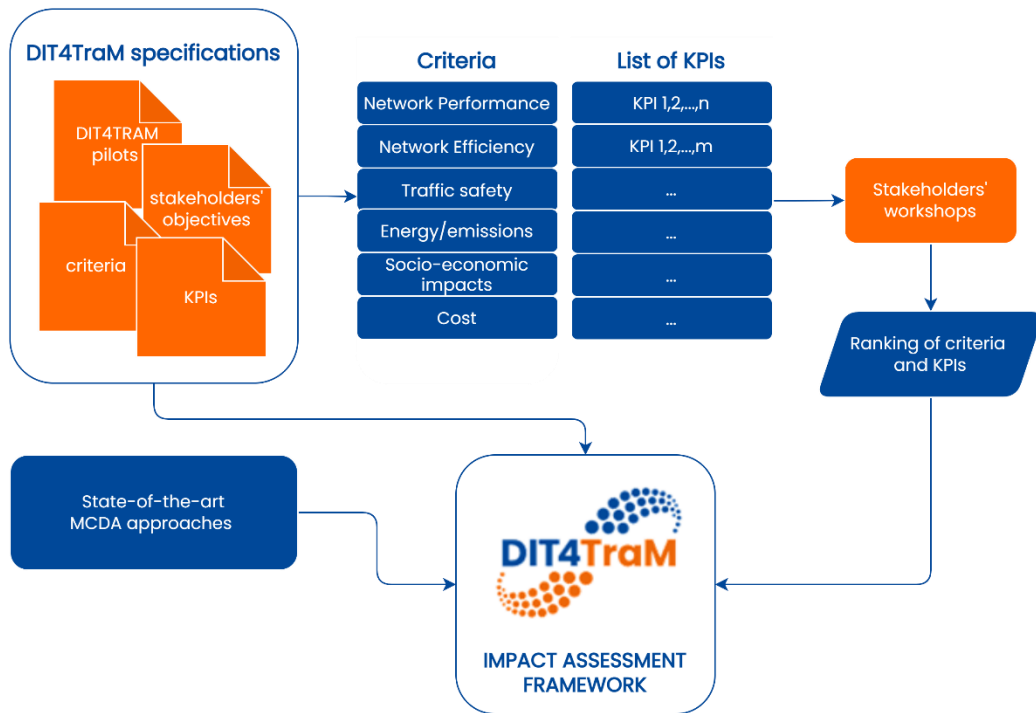 DIT4TraM specifications
DIT4TRAM
pilots
stakeholders'
objectives
criteria
KPIs
Criteria
List of KPIs
Network Performance
KPI 1,2,...,n
Network Efficiency
KPI 1,2,...,m
Traffic safety
...
Energy/emissions
...
Socio-economic
impacts
...
Cost
...
Stakeholders'
workshops
Ranking of criteria
and KPIs
State-of-the-art
MCDA approaches
DIT4TraM
IMPACT ASSESSMENT
FRAMEWORK